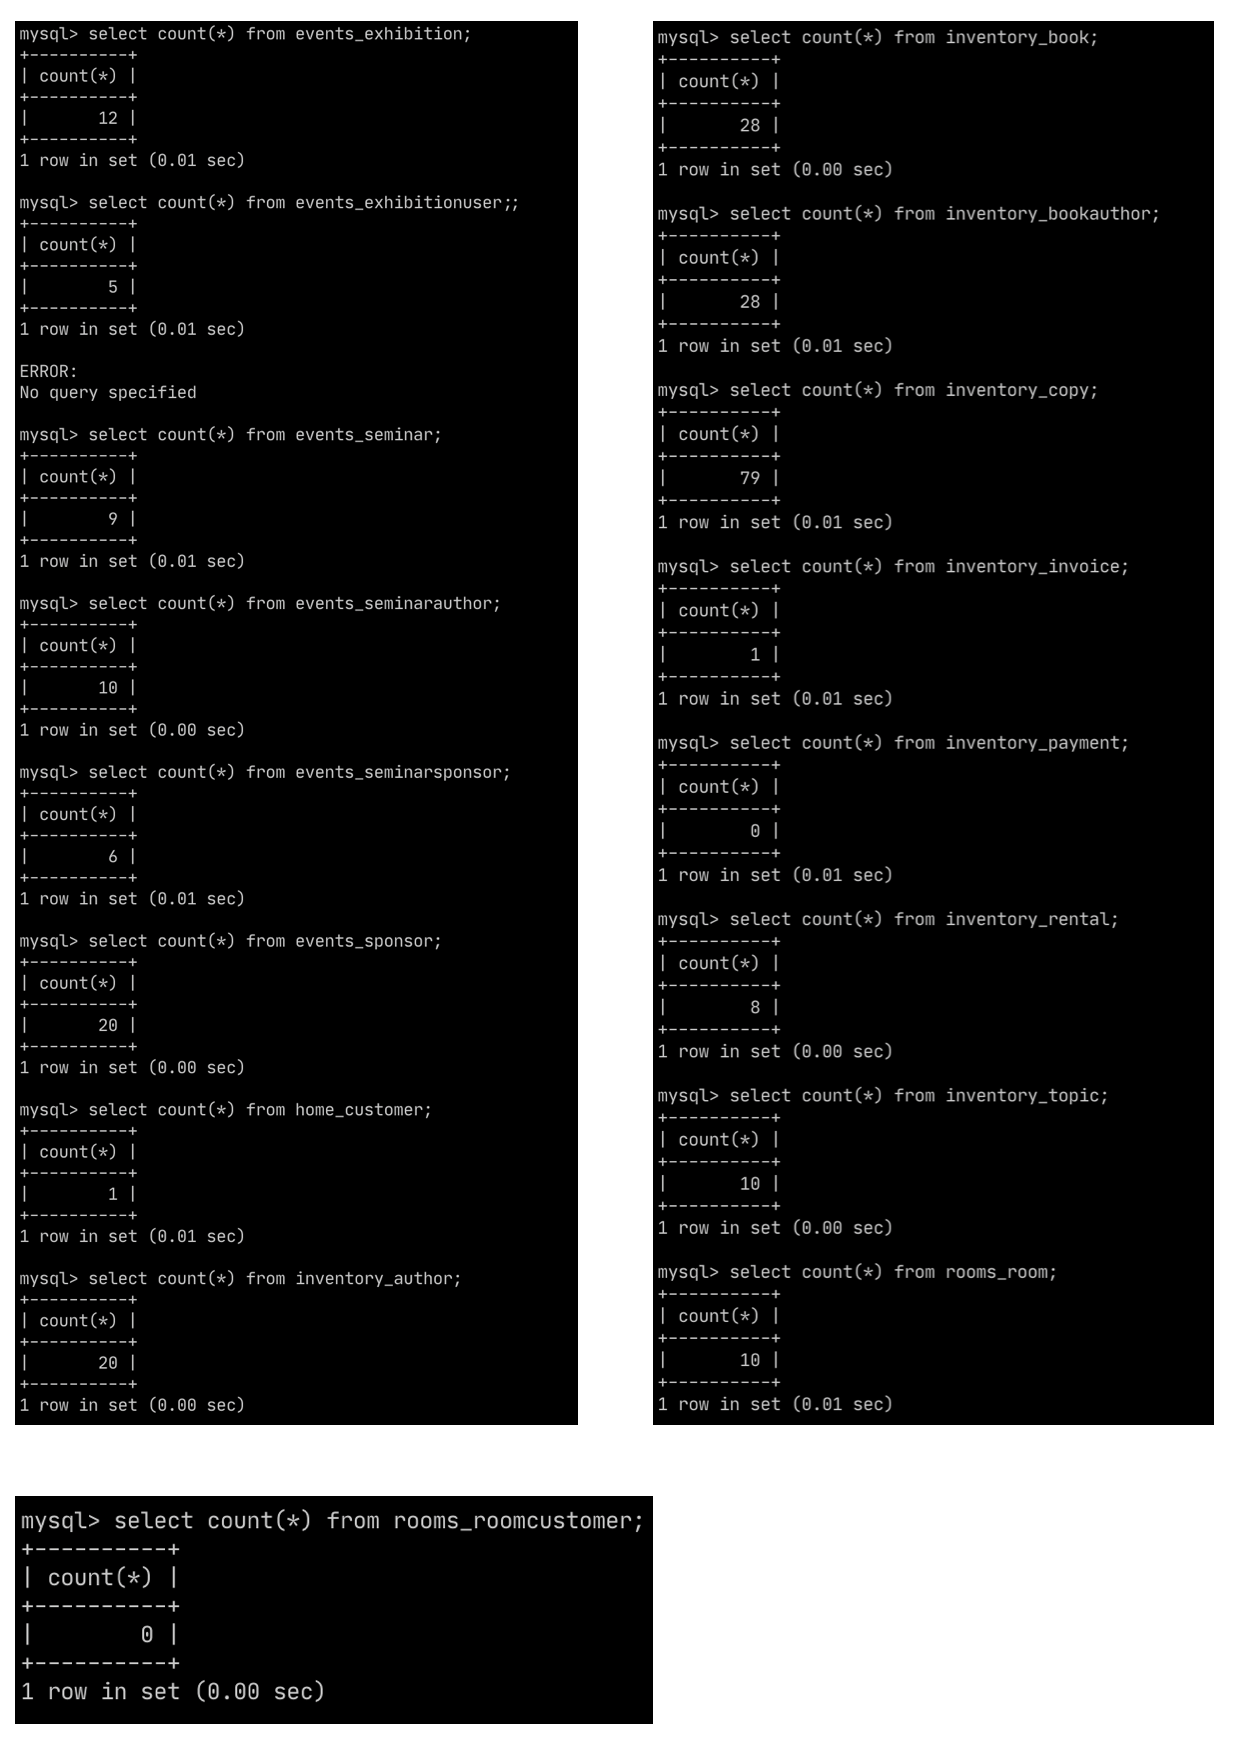 mysql> select count(*) from events_exhibition;
+----------+
| count(*) |
+----------+
|       12 |
+----------+
1 row in set (0.01 sec)
mysql> select count(*) from events_exhibitionuser;;
+----------+
| count(*) |
+----------+
|        5 |
+----------+
1 row in set (0.01 sec)
ERROR:
No query specified
mysql> select count(*) from events_seminar;
+----------+
| count(*) |
+----------+
|        9 |
+----------+
1 row in set (0.01 sec)
mysql> select count(*) from events_seminarauthor;
+----------+
| count(*) |
+----------+
|       10 |
+----------+
1 row in set (0.00 sec)
mysql> select count(*) from events_seminarsponsor;
+----------+
| count(*) |
+----------+
|        6 |
+----------+
1 row in set (0.01 sec)
mysql> select count(*) from events_sponsor;
+----------+
| count(*) |
+----------+
|       20 |
+----------+
1 row in set (0.00 sec)
mysql> select count(*) from home_customer;
+----------+
| count(*) |
+----------+
|        1 |
+----------+
1 row in set (0.01 sec)
mysql> select count(*) from inventory_author;
+----------+
| count(*) |
+----------+
|       20 |
+----------+
1 row in set (0.00 sec)
mysql> select count(*) from inventory_book;
+----------+
| count(*) |
+----------+
|       28 |
+----------+
1 row in set (0.00 sec)
mysql> select count(*) from inventory_bookauthor;
+----------+
| count(*) |
+----------+
|       28 |
+----------+
1 row in set (0.01 sec)
mysql> select count(*) from inventory_copy;
+----------+
| count(*) |
+----------+
|       79 |
+----------+
1 row in set (0.01 sec)
mysql> select count(*) from inventory_invoice;
+----------+
| count(*) |
+----------+
|        1 |
+----------+
1 row in set (0.01 sec)
mysql> select count(*) from inventory_payment;
+----------+
| count(*) |
+----------+
|        0 |
+----------+
1 row in set (0.01 sec)
mysql> select count(*) from inventory_rental;
+----------+
| count(*) |
+----------+
|        8 |
+----------+
1 row in set (0.00 sec)
mysql> select count(*) from inventory_topic;
+----------+
| count(*) |
+----------+
|       10 |
+----------+
1 row in set (0.00 sec)
mysql> select count(*) from rooms_room;
+----------+
| count(*) |
+----------+
|       10 |
+----------+
1 row in set (0.01 sec)
mysql> select count(*) from rooms_roomcustomer;
+----------+
| count(*) |
+----------+
|        0 |
+----------+
1 row in set (0.00 sec)